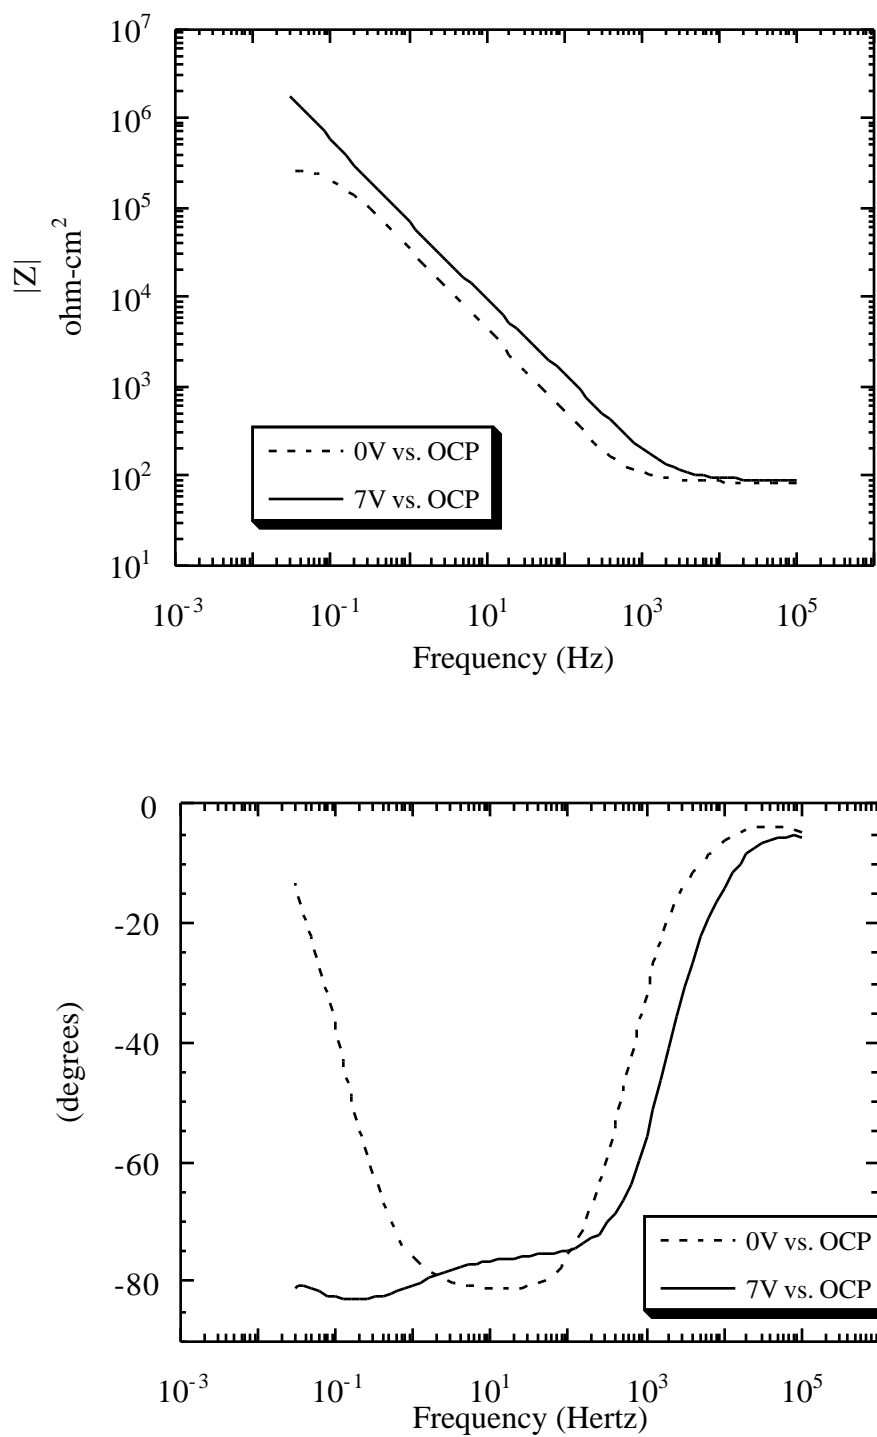 10^7
10^6
10^5
10^4
10^3
10^2
10^1
|Z|
ohm-cm^2
0V vs. OCP
7V vs. OCP
10^-3 10^-1 10^1 10^3 10^5
Frequency (Hz)
0
-20
-40
-60
-80
(degrees)
0V vs. OCP
7V vs. OCP
10^-3 10^-1 10^1 10^3 10^5
Frequency (Hertz)